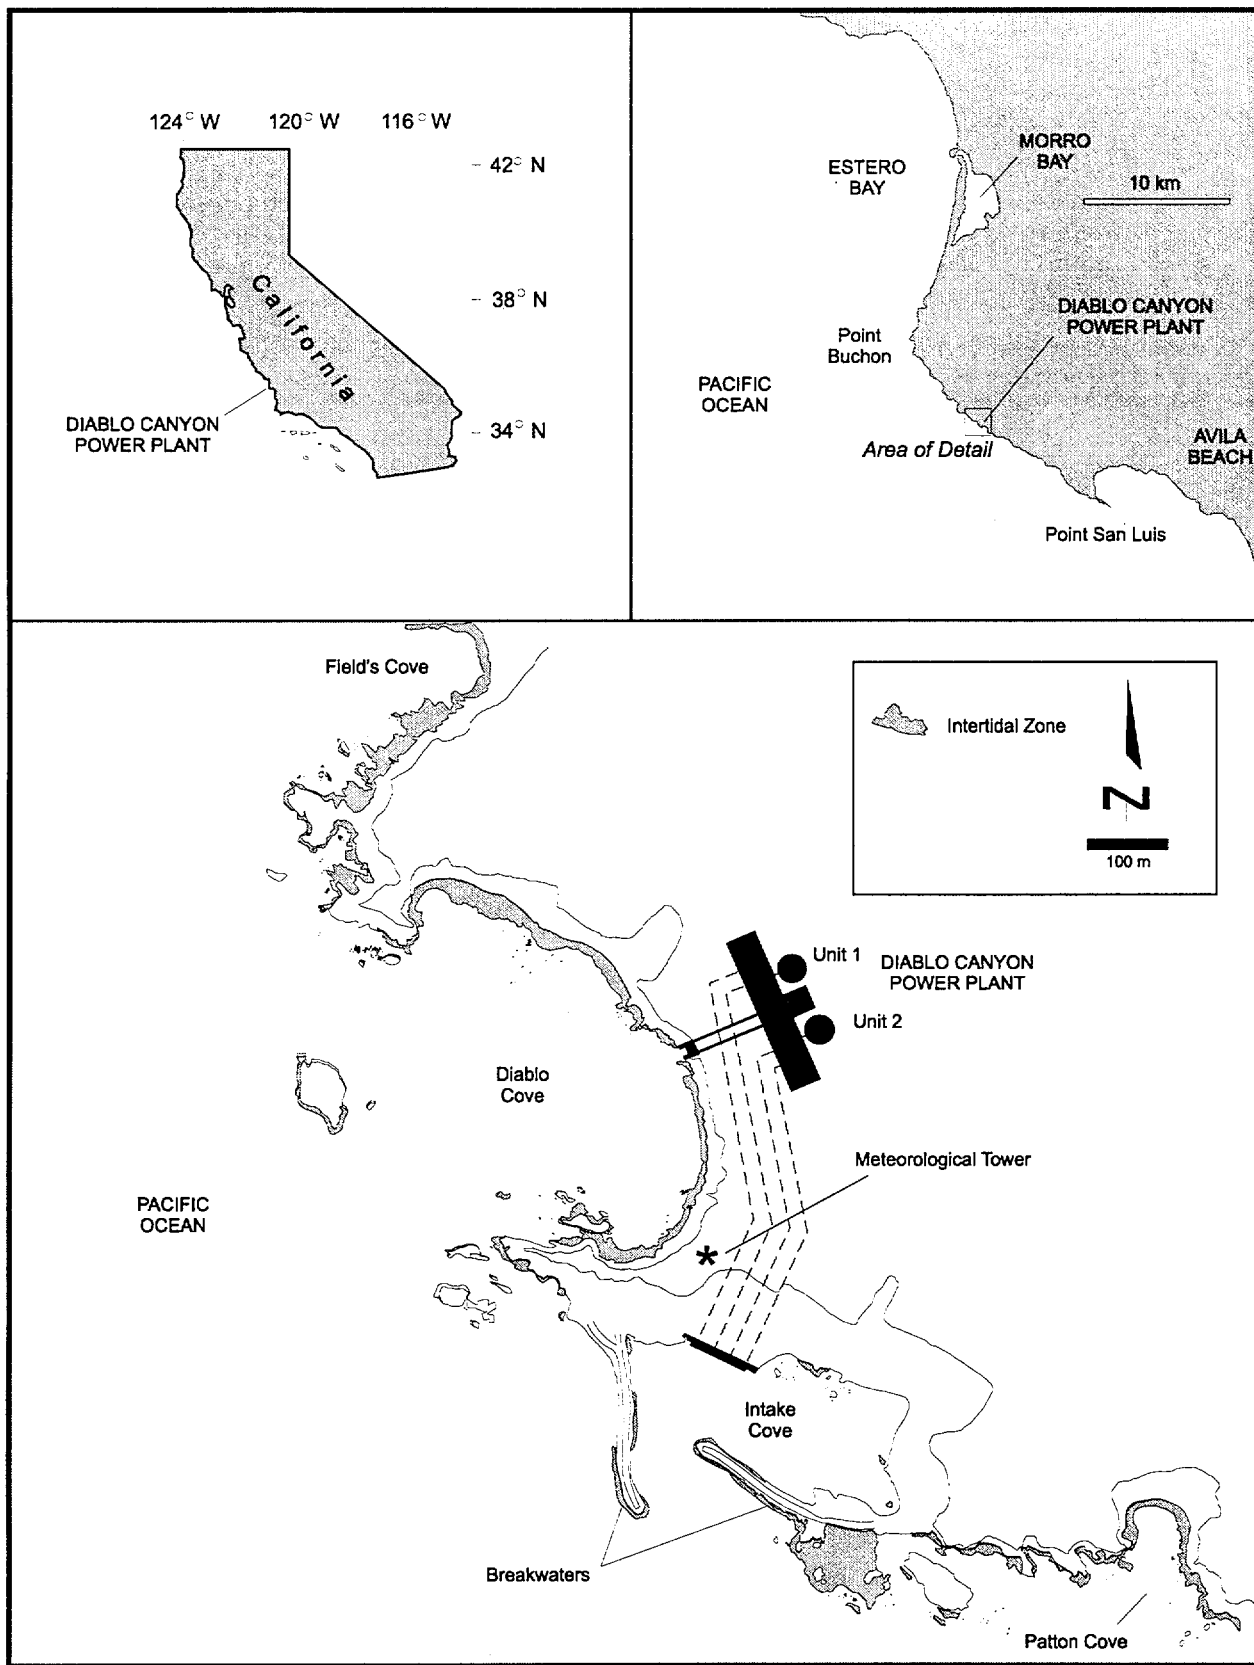 124° W 120° W 116° W
42° N
38° N
34° N
California
DIABLO CANYON
POWER PLANT
MORRO
BAY
ESTERO
BAY
10 km
DIABLO CANYON
POWER PLANT
Point
Buchon
PACIFIC
OCEAN
Area of Detail
AVILA
BEACH
Point San Luis
Field's Cove
Intertidal Zone
N
100 m
Unit 1
DIABLO CANYON
POWER PLANT
Unit 2
Diablo
Cove
Meteorological Tower
PACIFIC
OCEAN
*
Intake
Cove
Breakwaters
Patton Cove